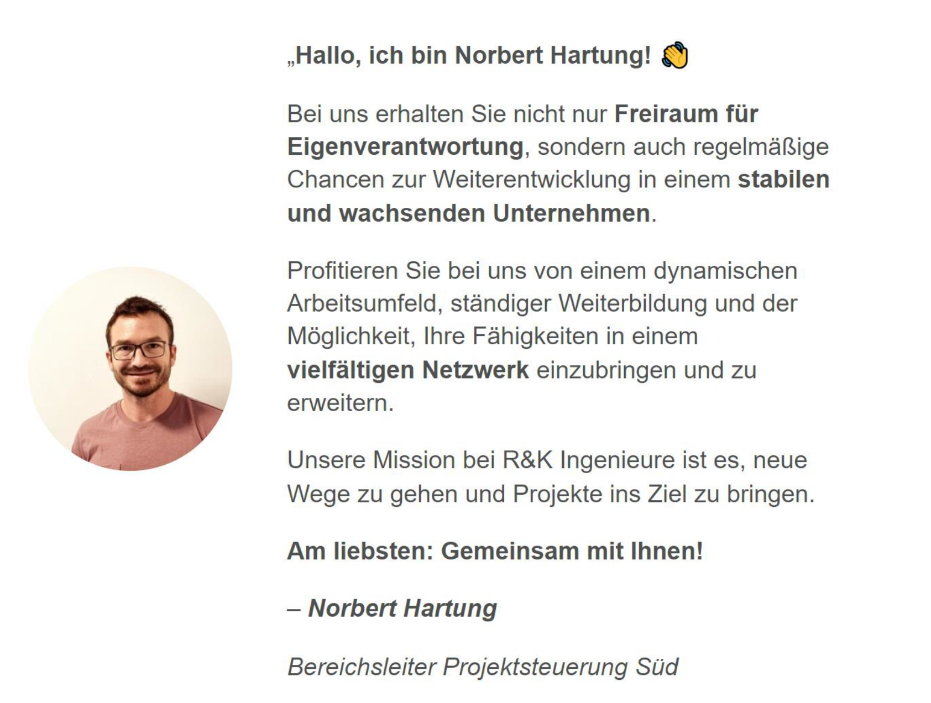 „Hallo, ich bin Norbert Hartung! 👋
Bei uns erhalten Sie nicht nur Freiraum für
Eigenverantwortung, sondern auch regelmäßige
Chancen zur Weiterentwicklung in einem stabilen
und wachsenden Unternehmen.
Profitieren Sie bei uns von einem dynamischen
Arbeitsumfeld, ständiger Weiterbildung und der
Möglichkeit, Ihre Fähigkeiten in einem
vielfältigen Netzwerk einzubringen und zu
erweitern.
Unsere Mission bei R&K Ingenieure ist es, neue
Wege zu gehen und Projekte ins Ziel zu bringen.
Am liebsten: Gemeinsam mit Ihnen!
– Norbert Hartung
Bereichsleiter Projektsteuerung Süd